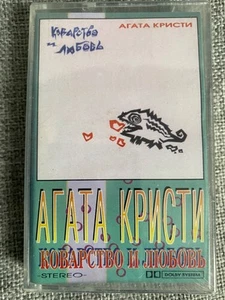 Коварство
и Любовь
АГАТА КРИСТИ
АГАТА КРИСТИ
КОВАРСТВО И ЛЮБОВЬ
-STEREO-
DOLBY SYSTEM